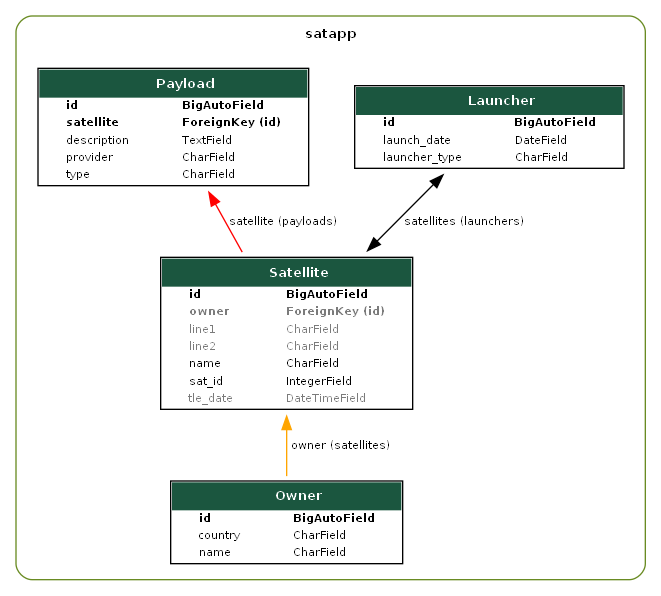 satapp
Payload
id BigAutoField
satellite ForeignKey (id)
description TextField
provider CharField
type CharField
Launcher
id BigAutoField
launch_date DateField
launcher_type CharField
satellite (payloads)
satellites (launchers)
Satellite
id BigAutoField
owner ForeignKey (id)
line1 CharField
line2 CharField
name CharField
sat_id IntegerField
tle_date DateTimeField
owner (satellites)
Owner
id BigAutoField
country CharField
name CharField